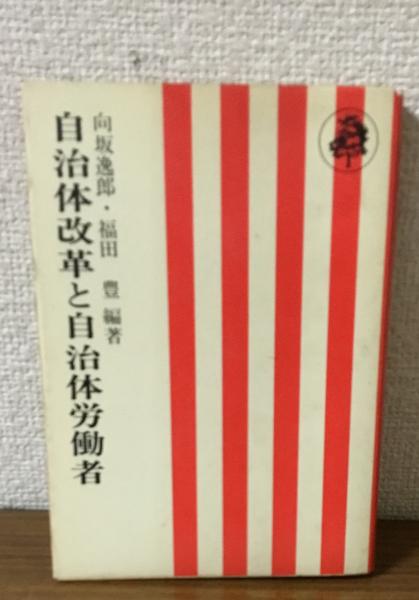 向坂逸郎・福田 豊 編著
自治体改革と自治体労働者